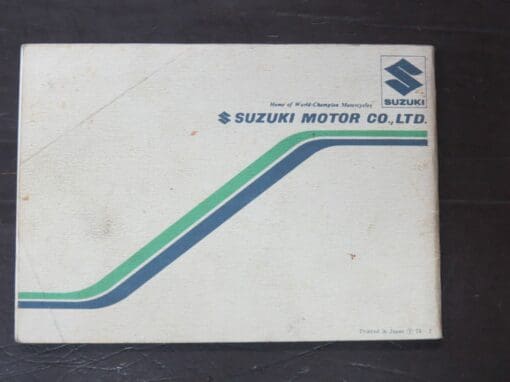 SUZUKI
Home of World-Champion Motorcycles
SUZUKI MOTOR CO.,LTD.
Printed in Japan